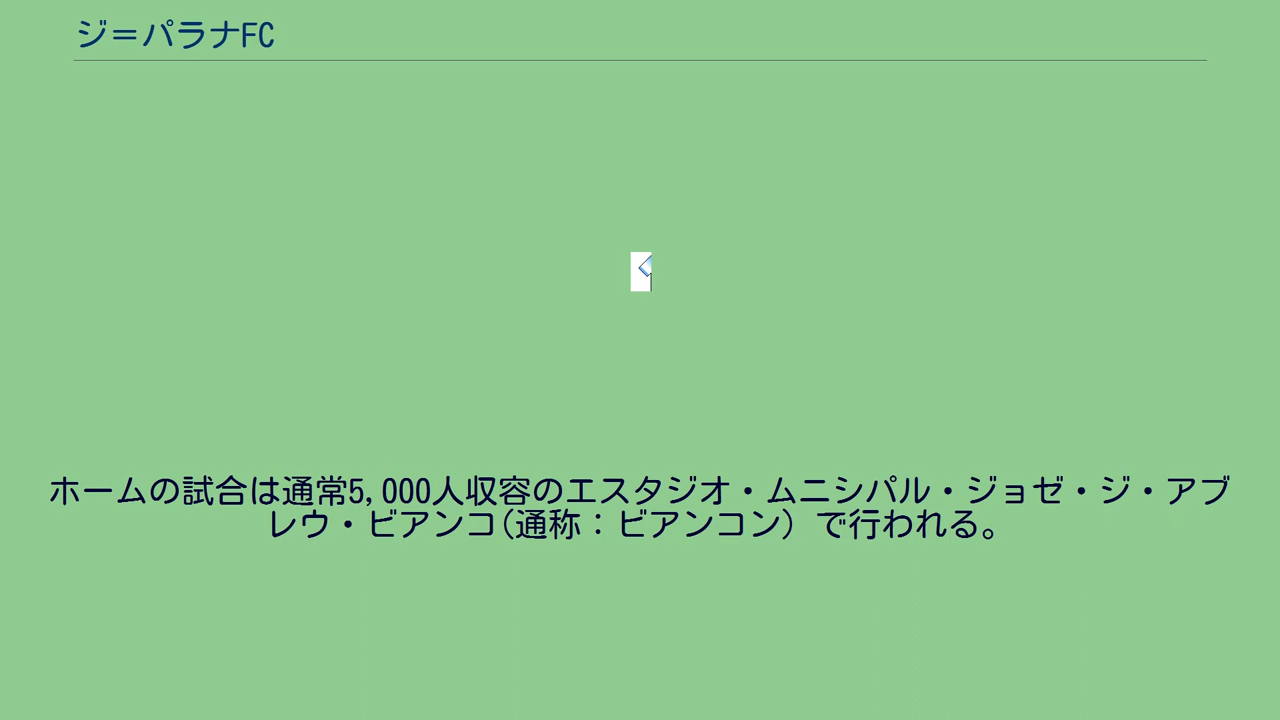 ジ＝パラナFC
ホームの試合は通常5,000人収容のエスタジオ・ムニシパル・ジョゼ・ジ・アブ
レウ・ビアンコ(通称：ビアンコン）で行われる。